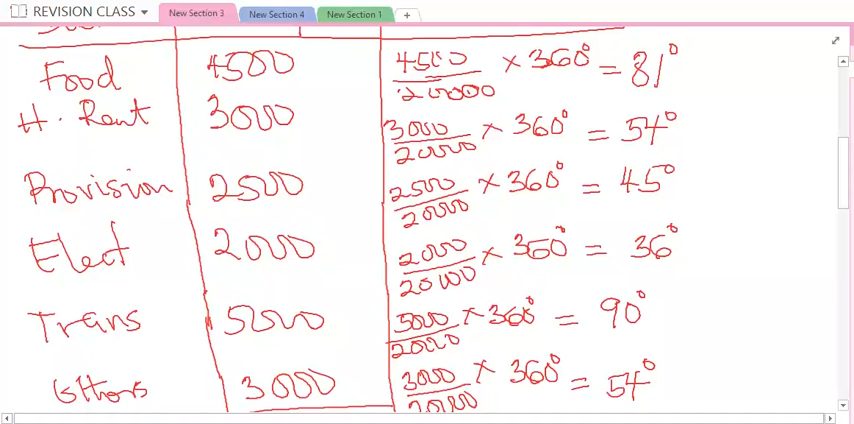 REVISION CLASS
New Section 3 New Section 4 New Section 1 +
Food 4500 4500/20000 × 360° = 81°
H. Rent 3000 3000/20000 × 360° = 54°
Provision 2500 2500/20000 × 360° = 45°
Elect 2000 2000/20000 × 360° = 36°
Trans 5000 5000/20000 × 360° = 90°
Others 3000 3000/20000 × 360° = 54°